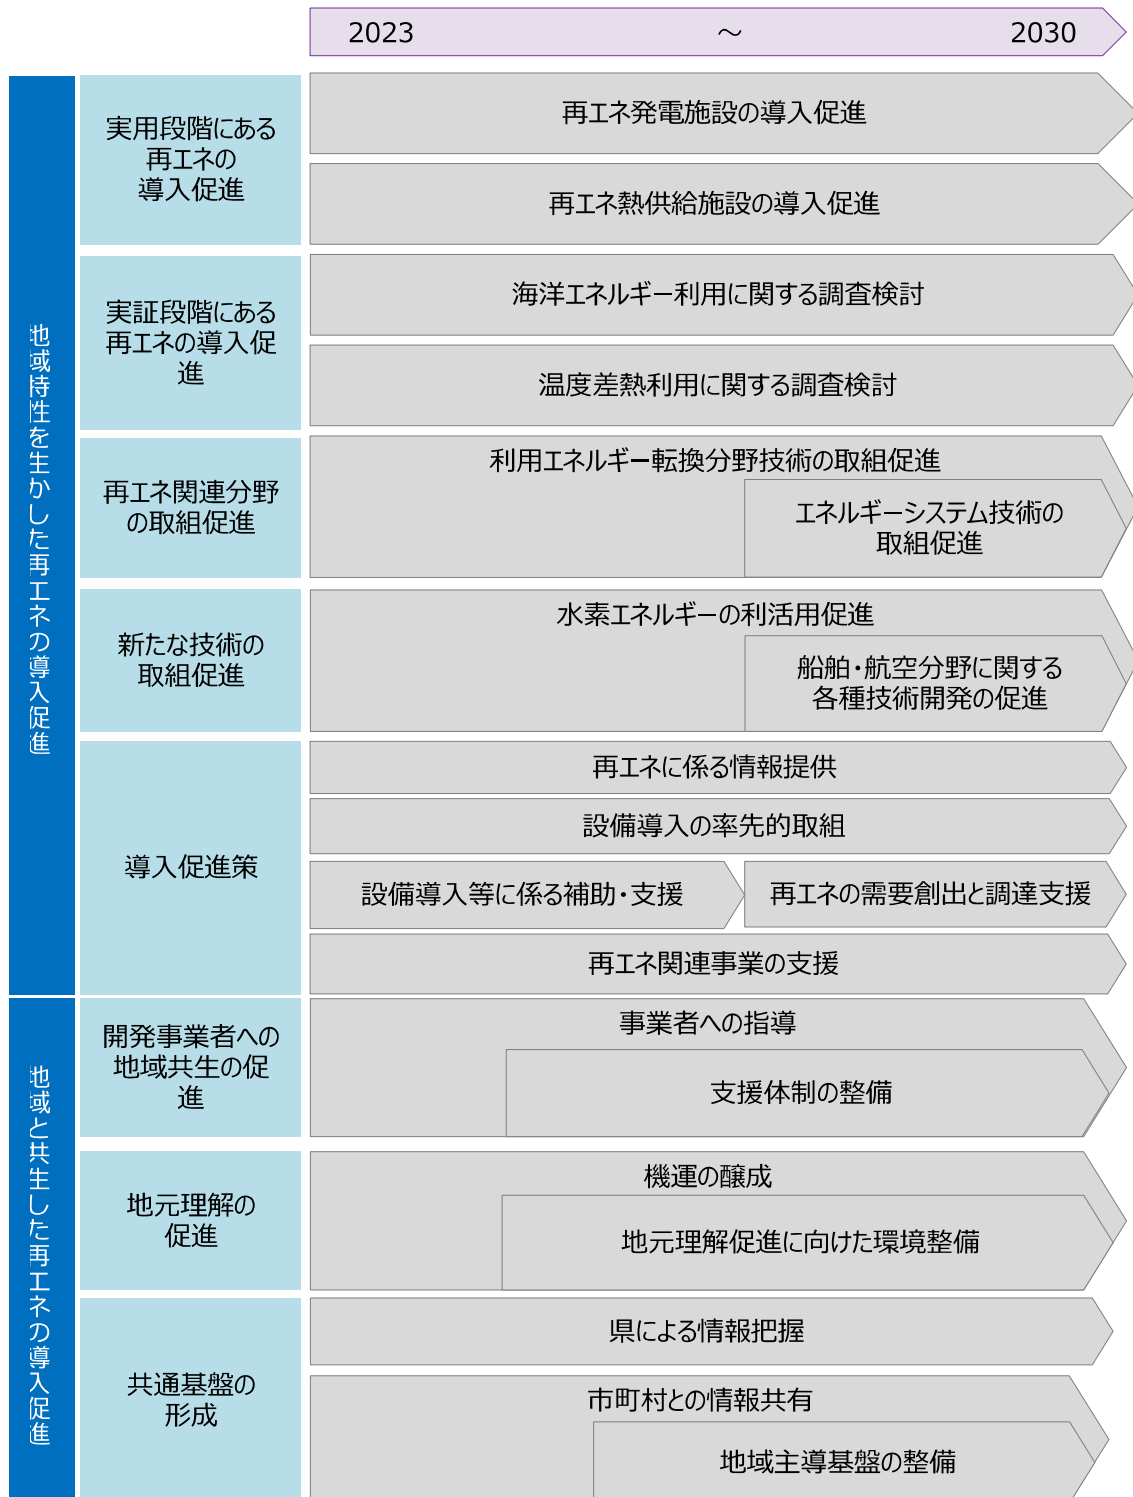 2023 ～ 2030
地域特性を生かした再エネの導入促進
実用段階にある
再エネの
導入促進
再エネ発電施設の導入促進
再エネ熱供給施設の導入促進
実証段階にある
再エネの導入促
進
海洋エネルギー利用に関する調査検討
温度差熱利用に関する調査検討
再エネ関連分野
の取組促進
利用エネルギー転換分野技術の取組促進
エネルギーシステム技術の
取組促進
新たな技術の
取組促進
水素エネルギーの利活用促進
船舶・航空分野に関する
各種技術開発の促進
導入促進策
再エネに係る情報提供
設備導入の率先的取組
設備導入等に係る補助・支援
再エネの需要創出と調達支援
再エネ関連事業の支援
地域と共生した再エネの導入促進
開発事業者への
地域共生の促
進
事業者への指導
支援体制の整備
地元理解の
促進
機運の醸成
地元理解促進に向けた環境整備
共通基盤の
形成
県による情報把握
市町村との情報共有
地域主導基盤の整備